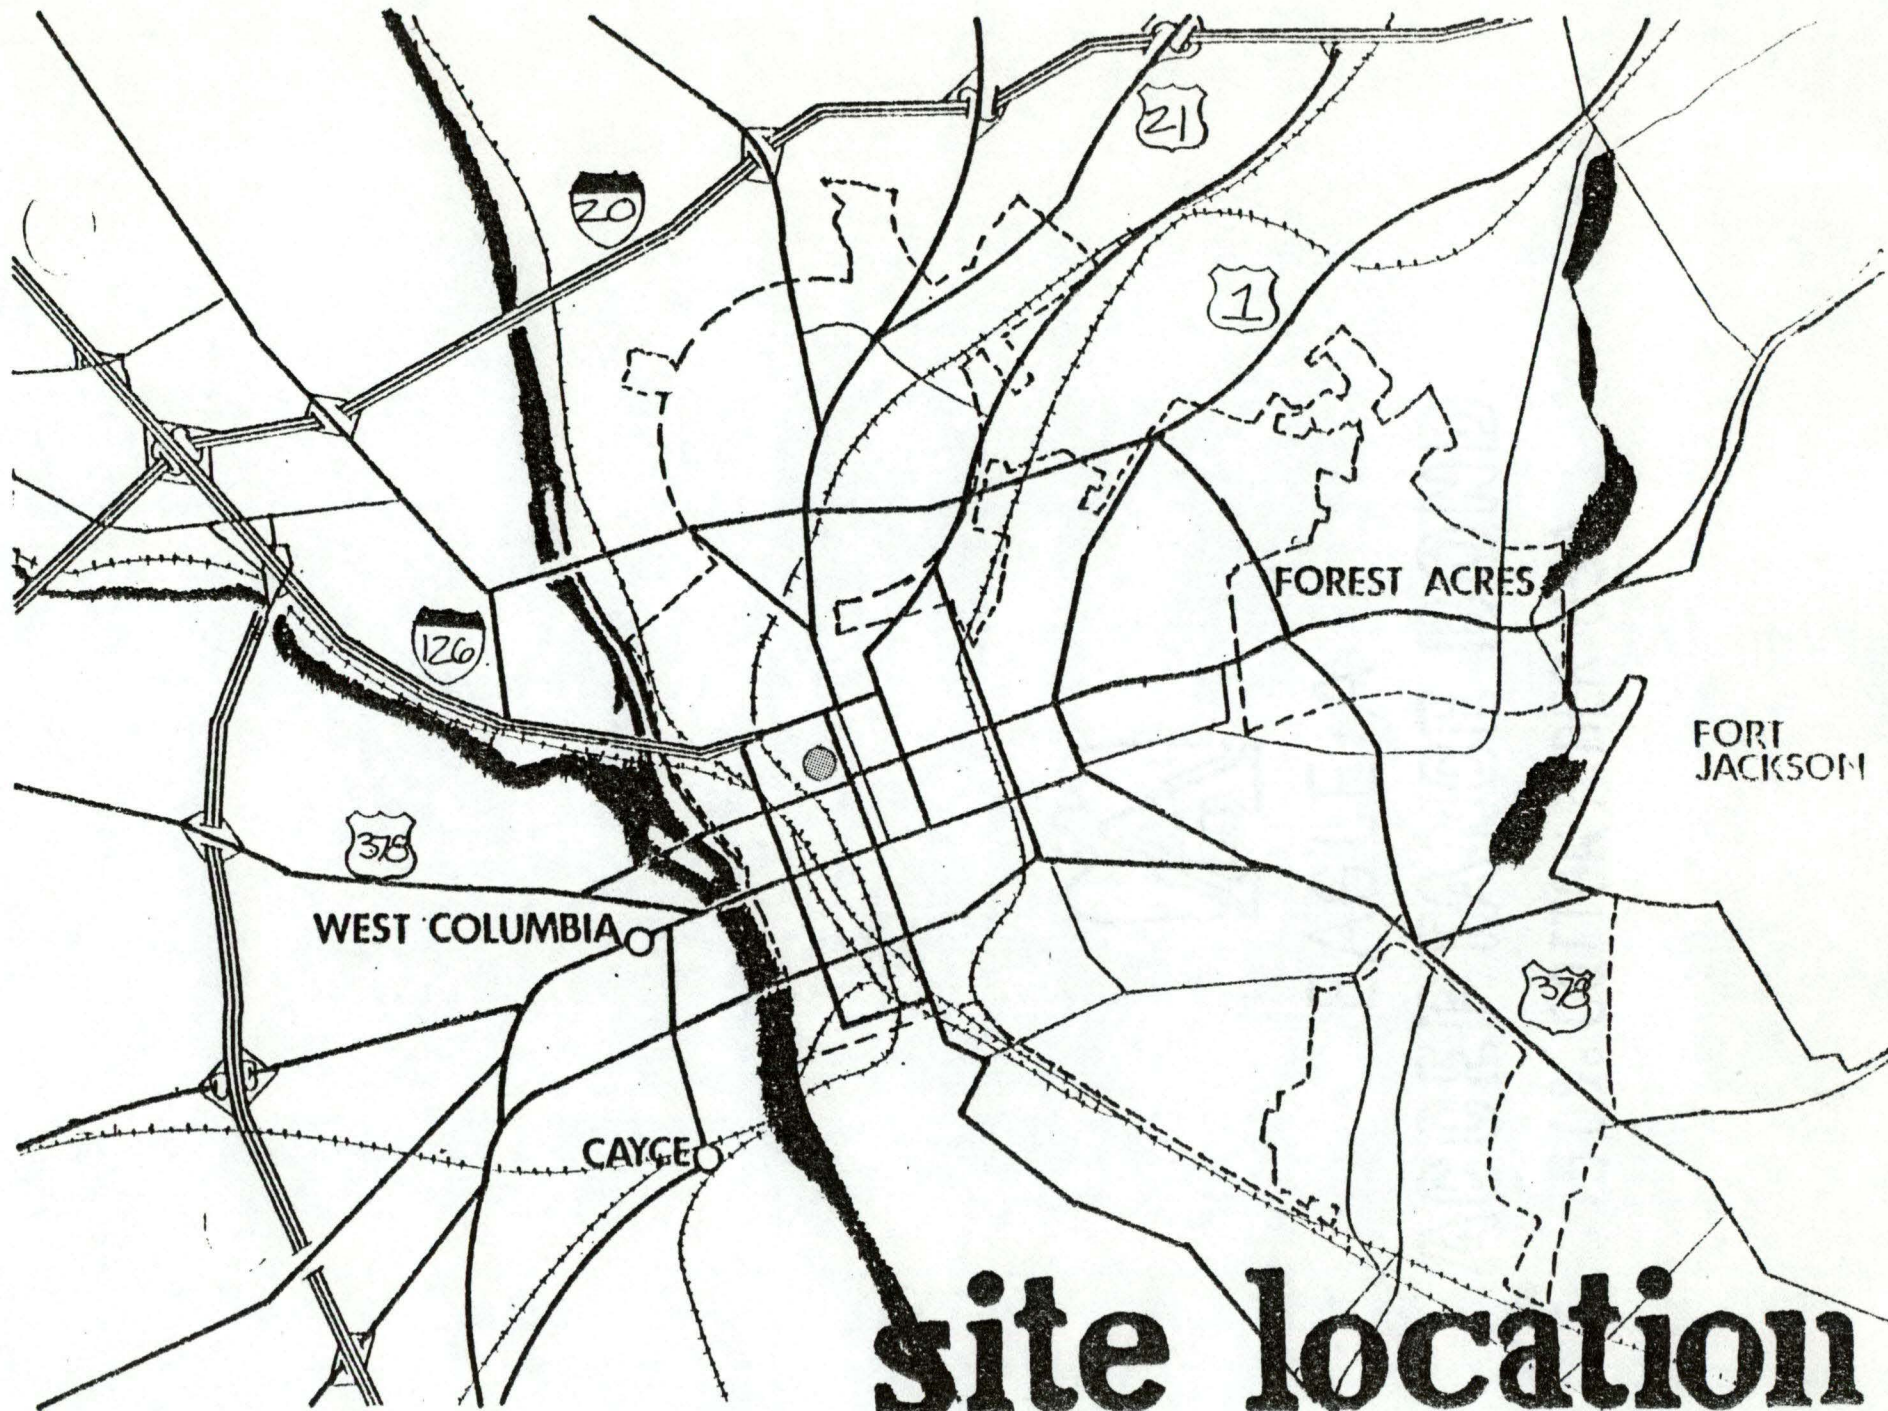 21
20
1
FOREST ACRES
126
FORT
JACKSON
378
WEST COLUMBIA
378
CAYCE
site location